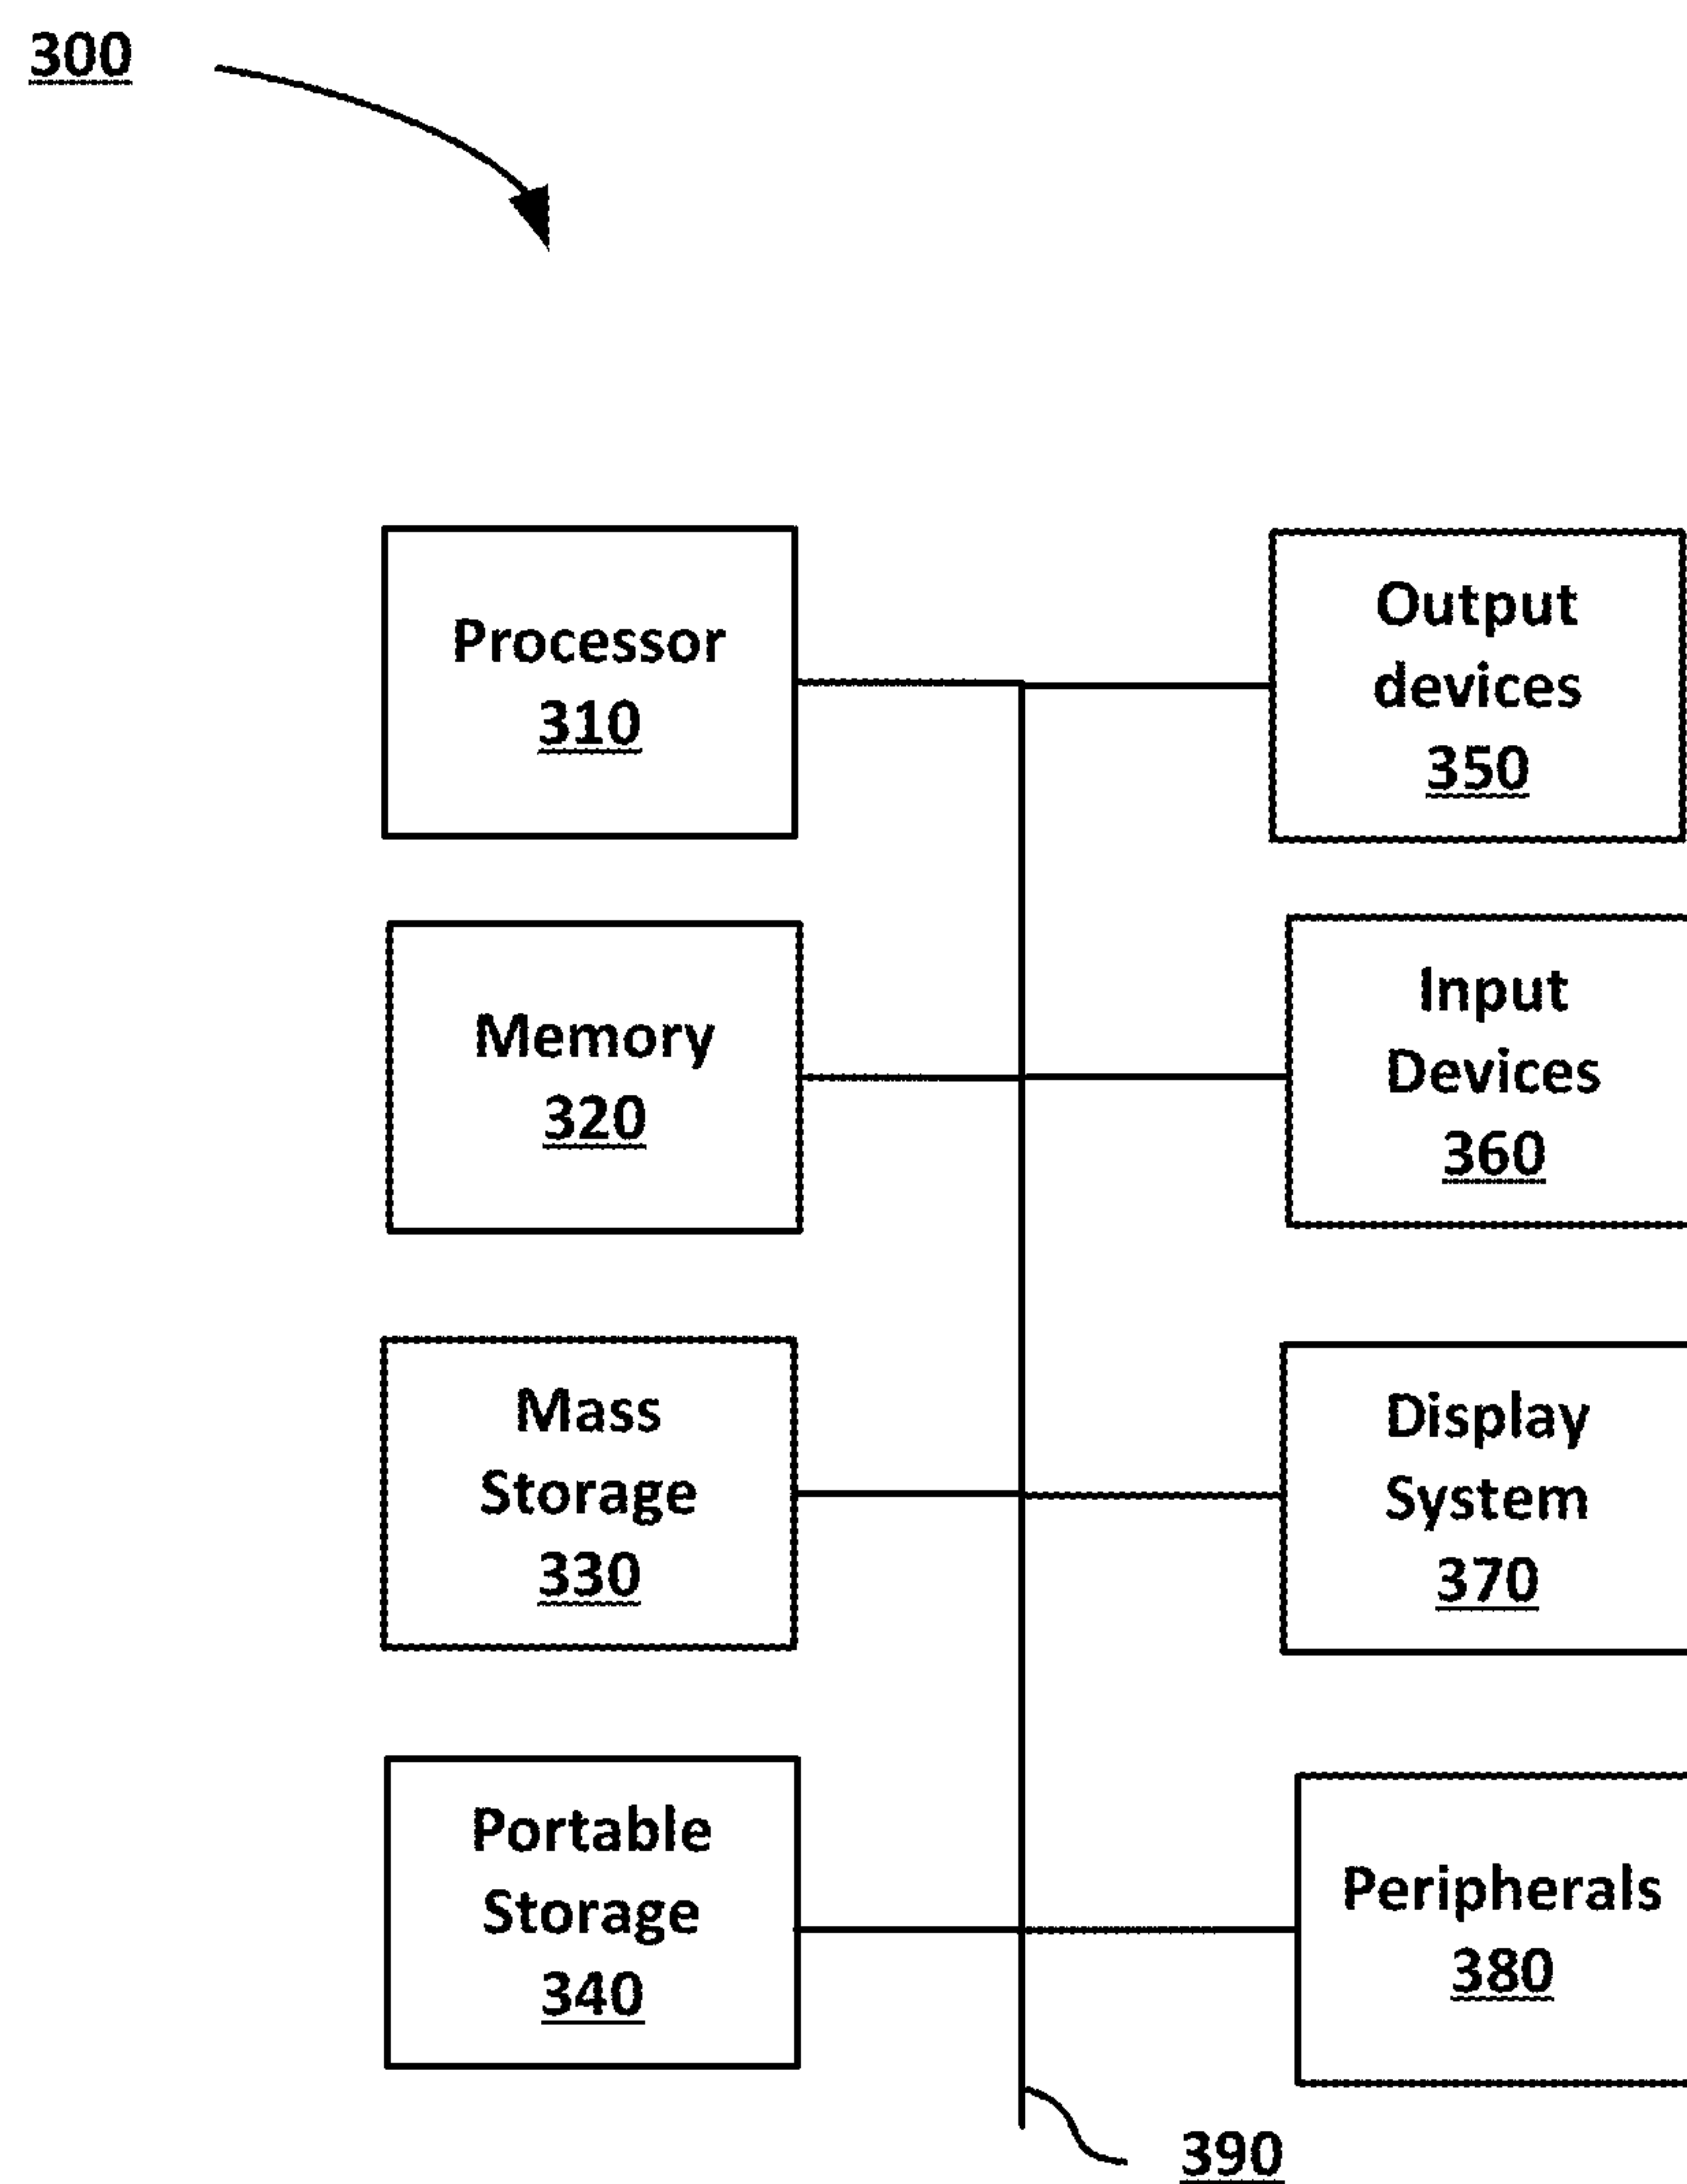 300
Processor
310
Output
devices
350
Memory
320
Input
Devices
360
Mass
Storage
330
Display
System
370
Portable
Storage
340
Peripherals
380
390